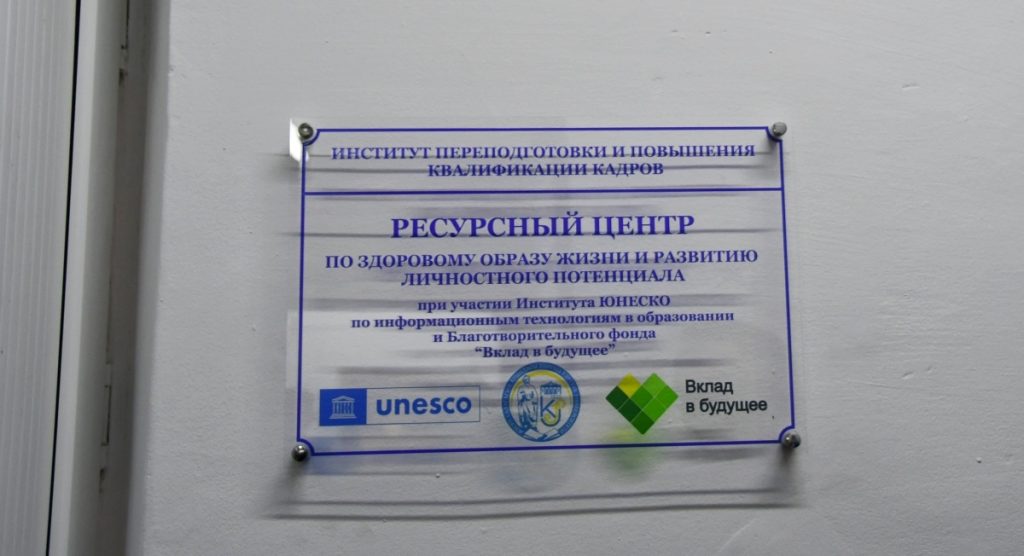 ИНСТИТУТ ПЕРЕПОДГОТОВКИ И ПОВЫШЕНИЯ
КВАЛИФИКАЦИИ КАДРОВ
РЕСУРСНЫЙ ЦЕНТР
ПО ЗДОРОВОМУ ОБРАЗУ ЖИЗНИ И РАЗВИТИЮ
ЛИЧНОСТНОГО ПОТЕНЦИАЛА
при участии Института ЮНЕСКО
по информационным технологиям в образовании
и Благотворительного фонда
“Вклад в будущее”
unesco
Вклад
в будущее